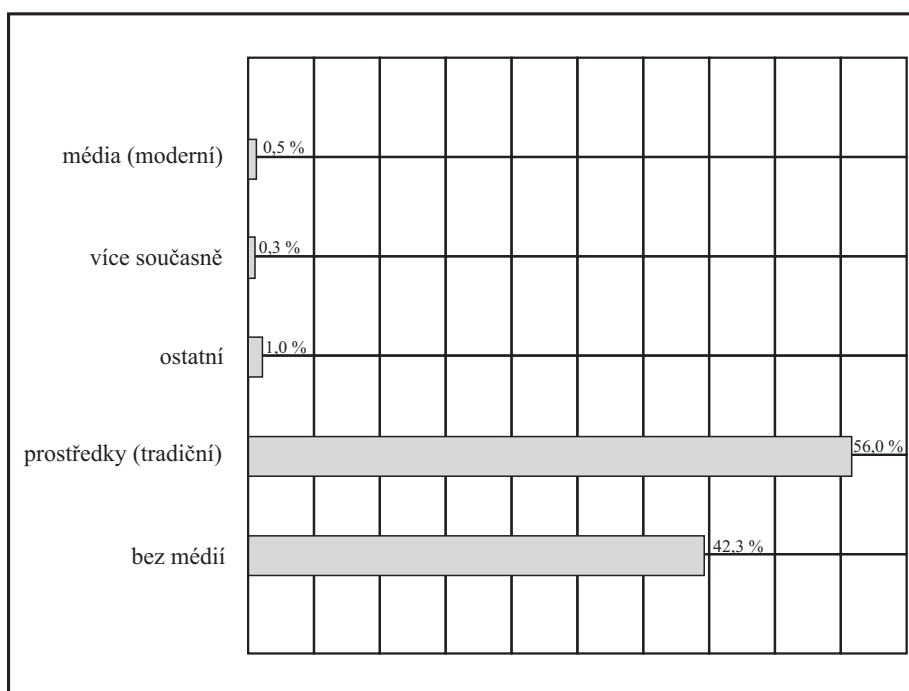 média (moderní) 0,5 %
více současně 0,3 %
ostatní 1,0 %
prostředky (tradiční) 56,0 %
bez médií 42,3 %